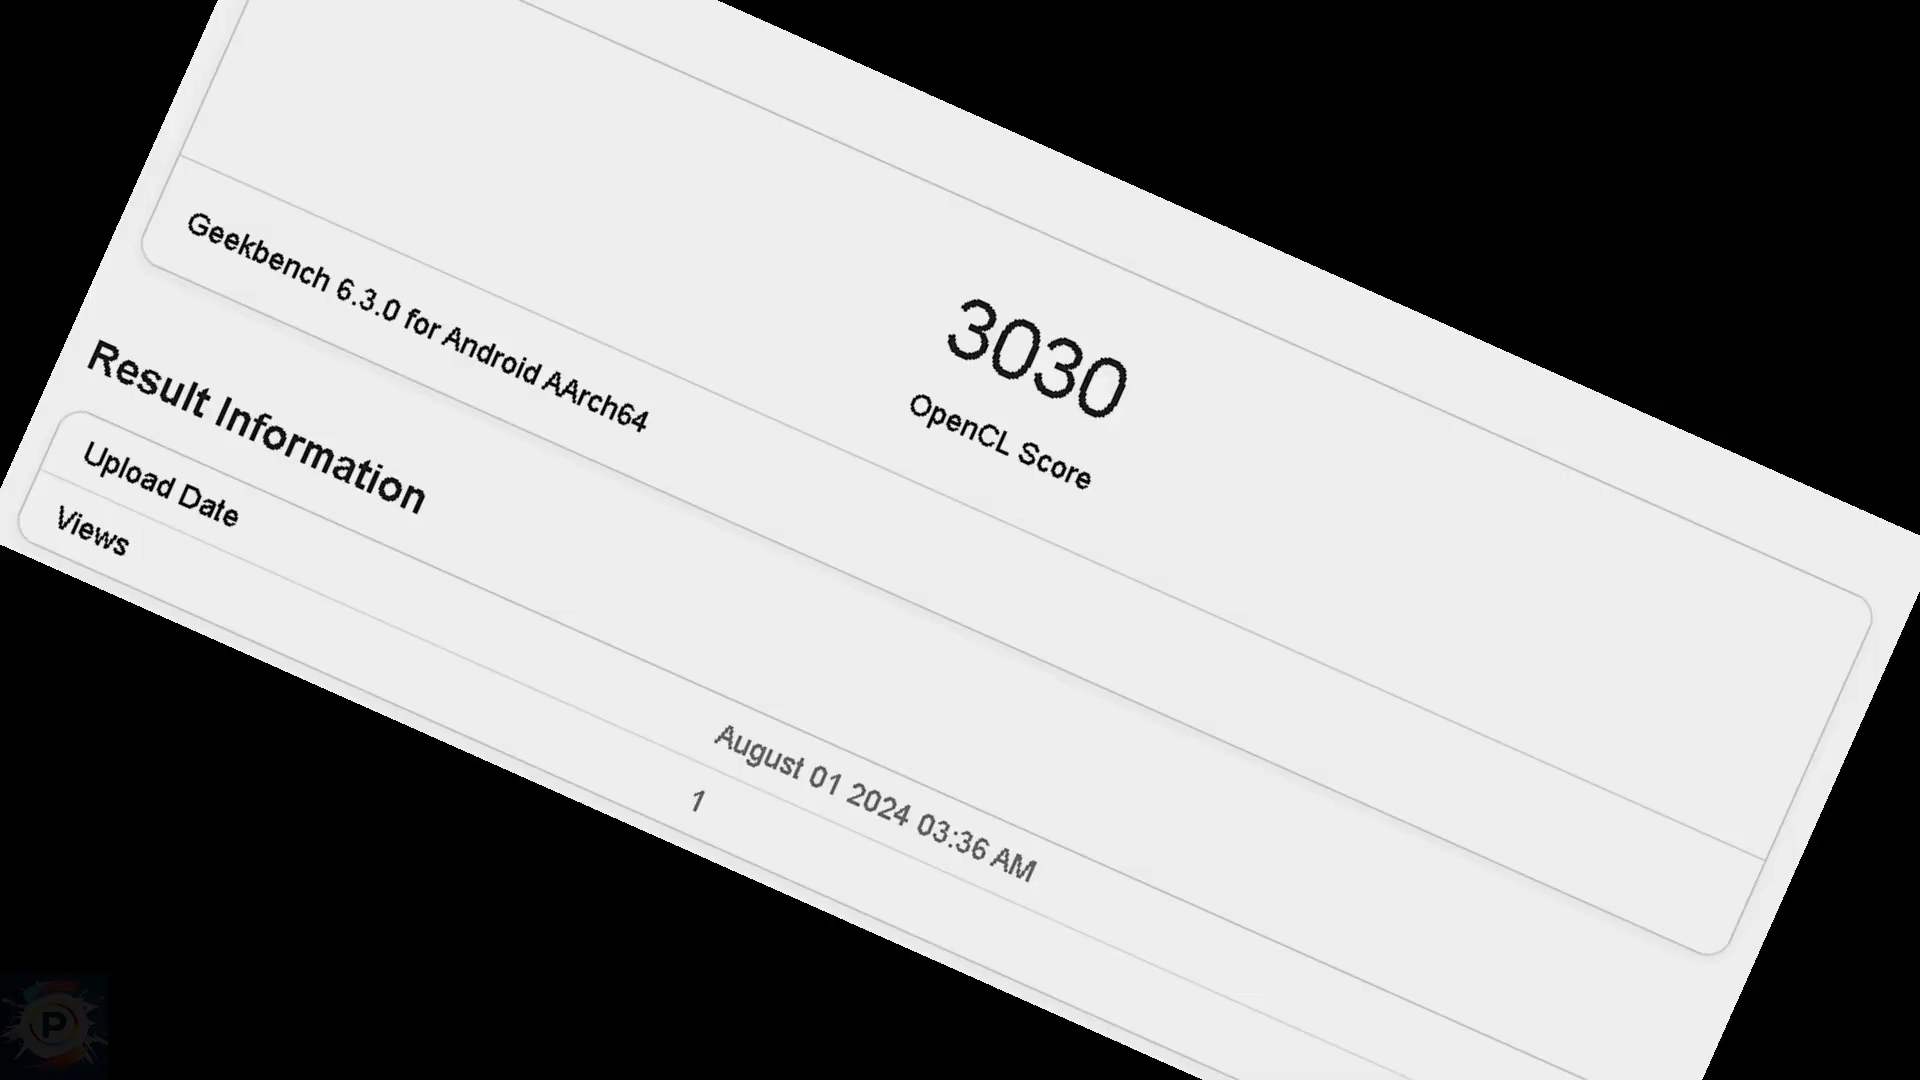 3030
OpenCL Score
Geekbench 6.3.0 for Android AArch64
Result Information
Upload Date August 01 2024 03:36 AM
Views 1
P